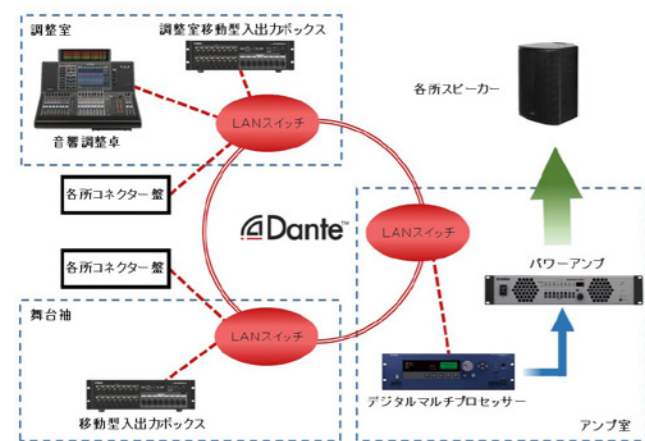 調整室
調整室移動型入出力ボックス
音響調整卓
LANスイッチ
各所スピーカー
各所コネクター盤
Dante™
LANスイッチ
各所コネクター盤
パワーアンプ
舞台袖
LANスイッチ
移動型入出力ボックス
デジタルマルチプロセッサー
アンプ室